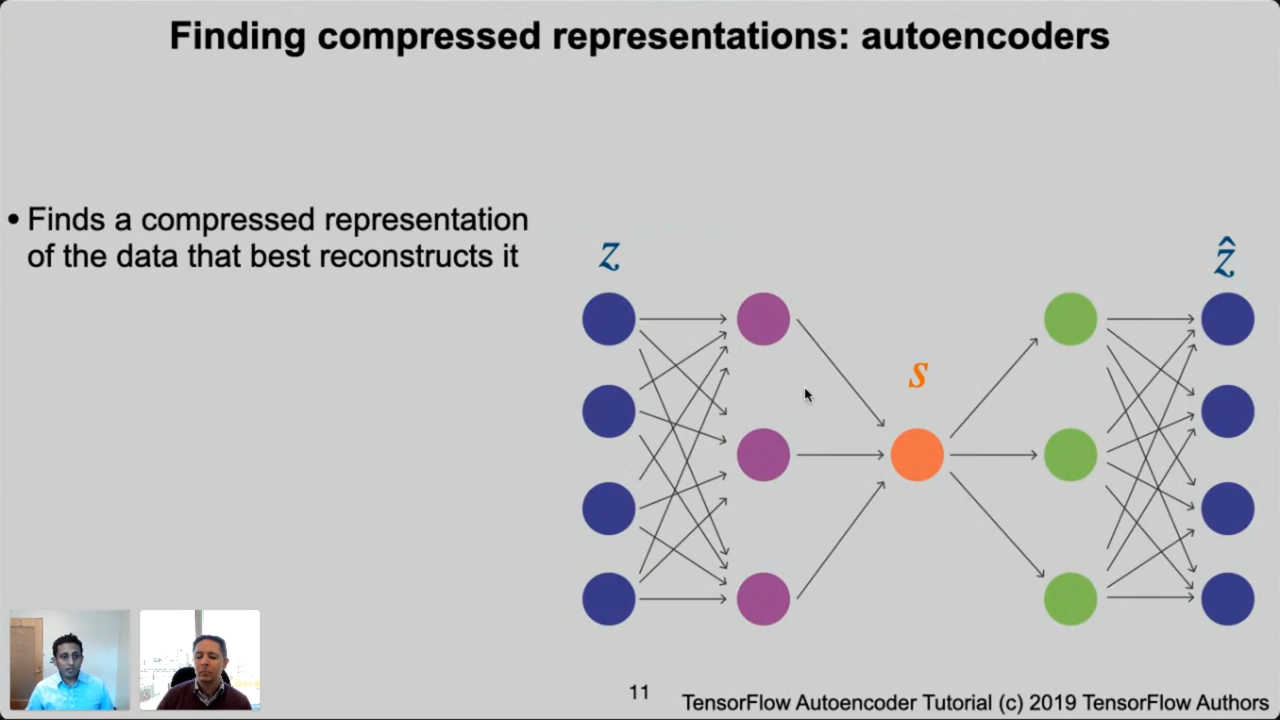 Finding compressed representations: autoencoders
• Finds a compressed representation
of the data that best reconstructs it
z
ẑ
s
11
TensorFlow Autoencoder Tutorial (c) 2019 TensorFlow Authors